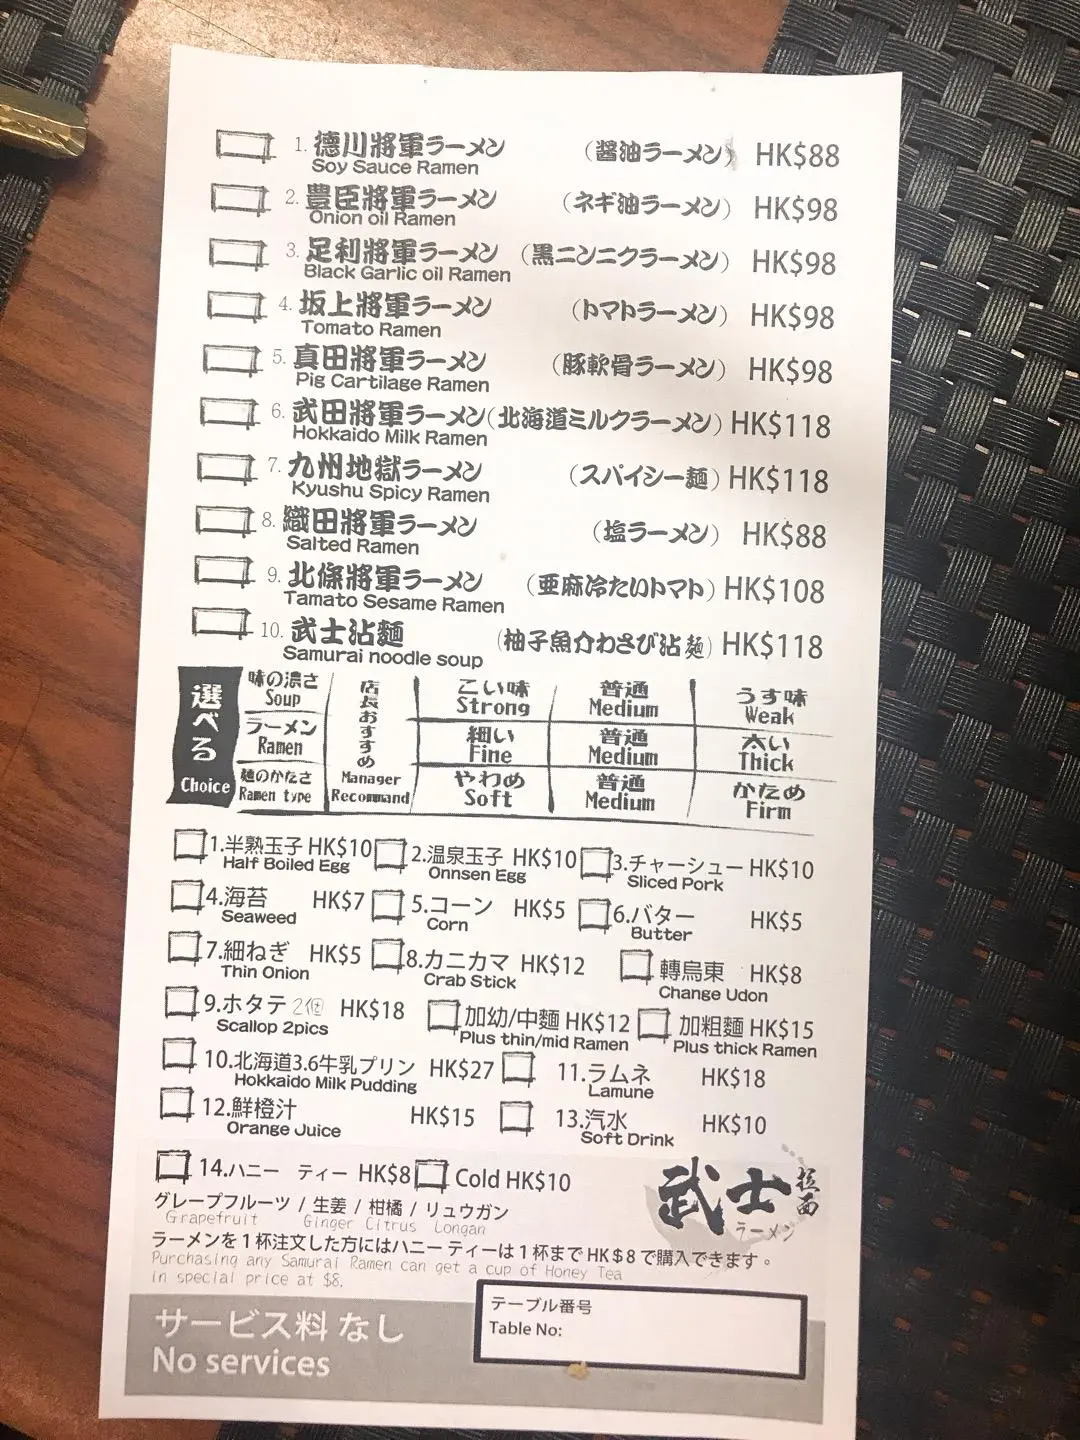 1. 德川將軍ラーメン (醤油ラーメン) HK$88
Soy Sauce Ramen
2. 豊臣將軍ラーメン (ネギ油ラーメン) HK$98
Onion oil Ramen
3. 足利將軍ラーメン (黒ニンニクラーメン) HK$98
Black Garlic oil Ramen
4. 坂上將軍ラーメン (トマトラーメン) HK$98
Tomato Ramen
5. 真田將軍ラーメン (豚軟骨ラーメン) HK$98
Pig Cartilage Ramen
6. 武田將軍ラーメン (北海道ミルクラーメン) HK$118
Hokkaido Milk Ramen
7. 九州地獄ラーメン (スパイシー麺) HK$118
Kyushu Spicy Ramen
8. 織田將軍ラーメン (塩ラーメン) HK$88
Salted Ramen
9. 北條將軍ラーメン (亜麻冷たいトマト) HK$108
Tamato Sesame Ramen
10. 武士沾麵 (柚子魚介わさび沾麺) HK$118
Samurai noodle soup
選べる Choice
味の濃さ Soup
ラーメン Ramen
麺のかたさ Ramen type
店長おすすめ Manager Recommand
こい味 Strong 普通 Medium うす味 Weak
細い Fine 普通 Medium 太い Thick
やわめ Soft 普通 Medium かため Firm
1.半熟玉子 HK$10 2.温泉玉子 HK$10 3.チャーシュー HK$10
Half Boiled Egg Onnsen Egg Sliced Pork
4.海苔 HK$7 5.コーン HK$5 6.バター HK$5
Seaweed Corn Butter
7.細ねぎ HK$5 8.カニカマ HK$12 轉烏東 HK$8
Thin Onion Crab Stick Change Udon
9.ホタテ 2個 HK$18 加幼/中麵 HK$12 加粗麵 HK$15
Scallop 2pics Plus thin/mid Ramen Plus thick Ramen
10.北海道3.6牛乳プリン HK$27 11.ラムネ HK$18
Hokkaido Milk Pudding Lamune
12.鮮橙汁 HK$15 13.汽水 HK$10
Orange Juice Soft Drink
14.ハニー ティー HK$8 Cold HK$10
グレープフルーツ / 生姜 / 柑橘 / リュウガン
Grapefruit Ginger Citrus Longan
武士拉面
ラーメン
ラーメンを1杯注文した方にはハニー ティーは1杯までHK$8で購入できます。
Purchasing any Samurai Ramen can get a cup of Honey Tea
in special price at $8.
サービス料 なし
No services
テーブル番号
Table No: